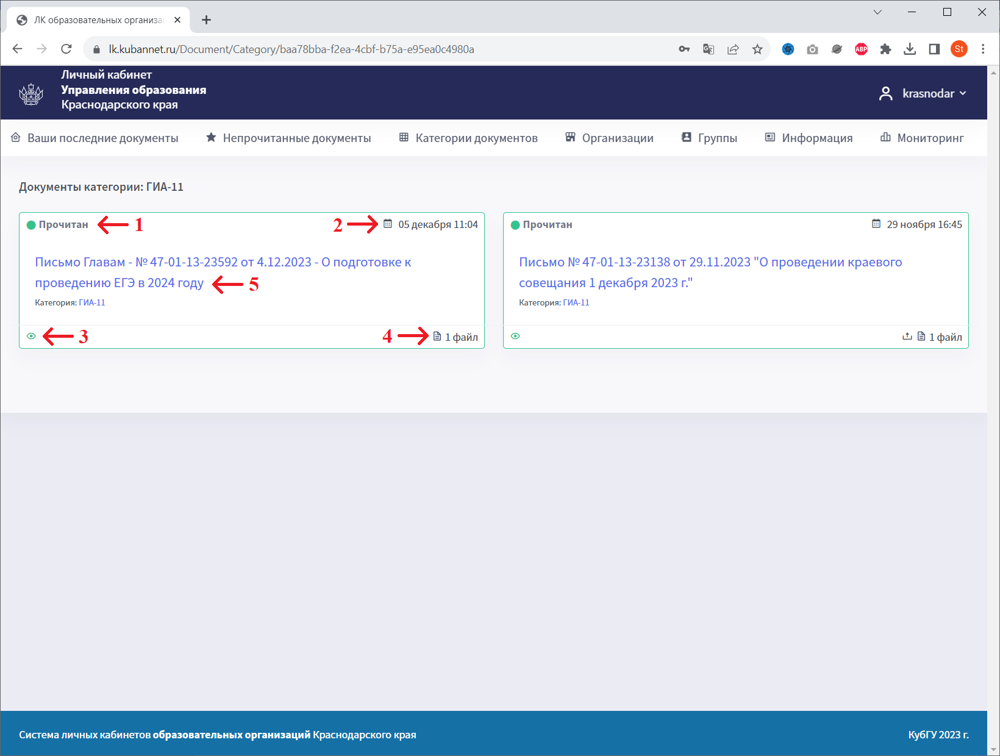 ЛК образовательных организа
lk.kubannet.ru/Document/Category/baa78bba-f2ea-4cbf-b75a-e95ea0c4980a
ABP
St
Личный кабинет
Управления образования
Краснодарского края
krasnodar
Ваши последние документы
Непрочитанные документы
Категории документов
Организации
Группы
Информация
Мониторинг
Документы категории: ГИА-11
Прочитан
1
2
05 декабря 11:04
Письмо Главам - № 47-01-13-23592 от 4.12.2023 - О подготовке к
проведению ЕГЭ в 2024 году
5
Категория: ГИА-11
3
4
1 файл
Прочитан
29 ноября 16:45
Письмо № 47-01-13-23138 от 29.11.2023 "О проведении краевого
совещания 1 декабря 2023 г."
Категория: ГИА-11
1 файл
Система личных кабинетов образовательных организаций Краснодарского края
КубГУ 2023 г.